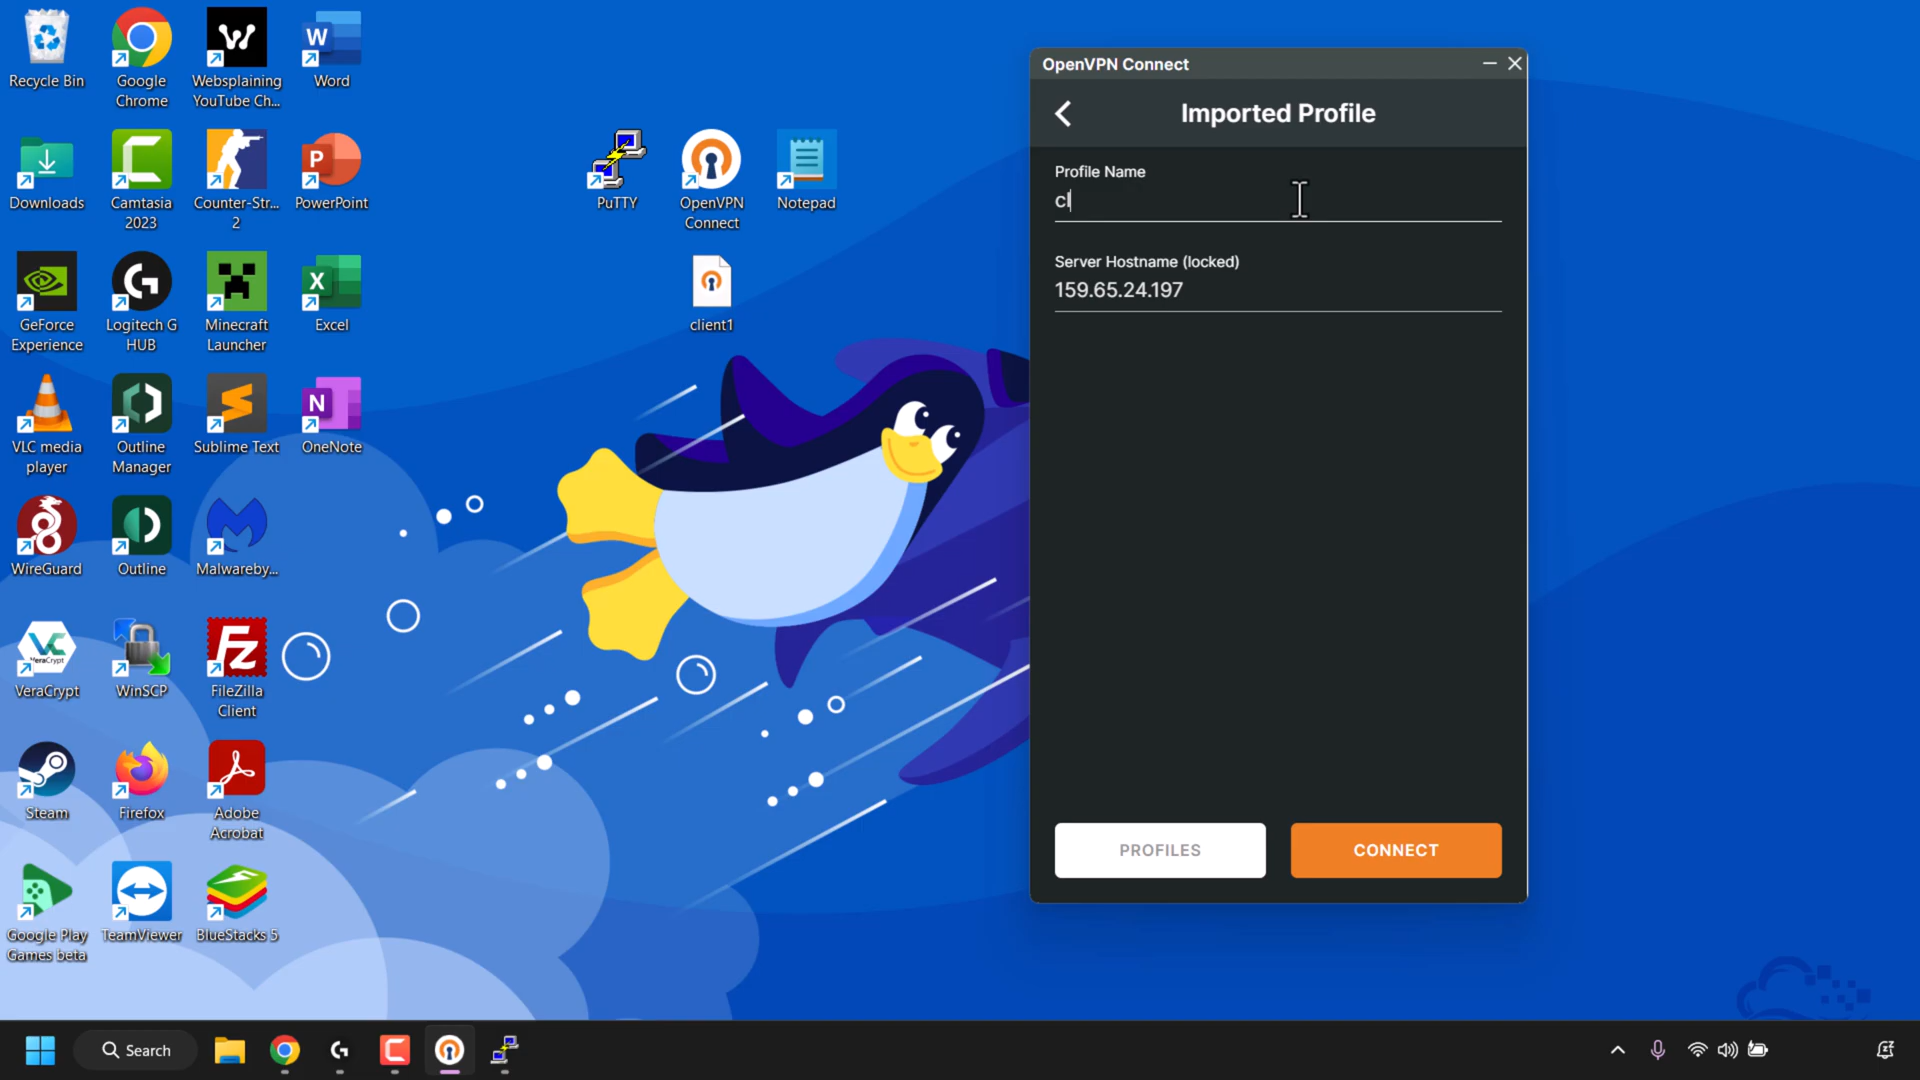 Recycle Bin
Google
Chrome
Websplaining
YouTube Ch...
W
Word
Downloads
Camtasia
2023
Counter-Str...
2
P
PowerPoint
GeForce
Experience
Logitech G
HUB
Minecraft
Launcher
X
Excel
VLC media
player
Outline
Manager
Sublime Text
N
OneNote
WireGuard
Outline
Malwareby...
VC
VeraCrypt
VeraCrypt
WinSCP
Fz
FileZilla
Client
Steam
Firefox
Adobe
Acrobat
Google Play
Games beta
TeamViewer
BlueStacks 5
PuTTY
OpenVPN
Connect
Notepad
client1
OpenVPN Connect
Imported Profile
Profile Name
cl
Server Hostname (locked)
159.65.24.197
PROFILES
CONNECT
Search